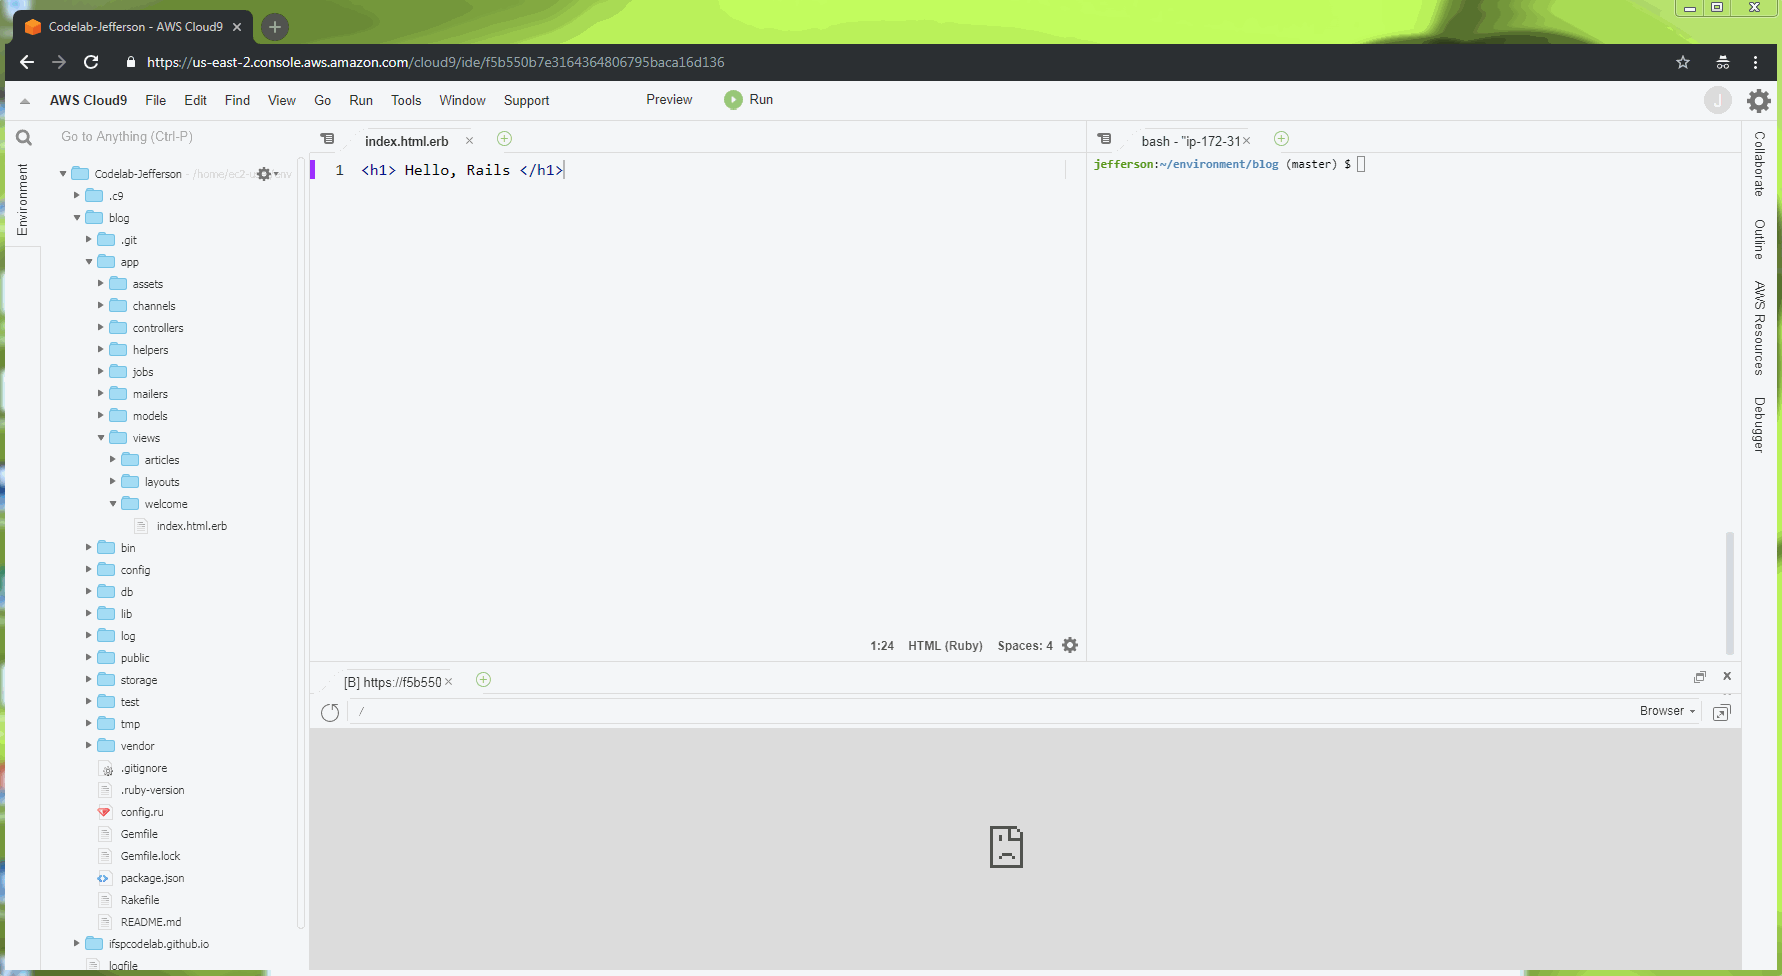 Codelab-Jefferson - AWS Cloud9
https://us-east-2.console.aws.amazon.com/cloud9/ide/f5b550b7e3164364806795baca16d136
AWS Cloud9 File Edit Find View Go Run Tools Window Support Preview Run J
Go to Anything (Ctrl-P)
Environment
Codelab-Jefferson - /home/ec2-
.c9
blog
.git
app
assets
channels
controllers
helpers
jobs
mailers
models
views
articles
layouts
welcome
index.html.erb
bin
config
db
lib
log
public
storage
test
tmp
vendor
.gitignore
.ruby-version
config.ru
Gemfile
Gemfile.lock
package.json
Rakefile
README.md
ifspcodelab.github.io
logfile
index.html.erb
1 <h1> Hello, Rails </h1>
1:24 HTML (Ruby) Spaces: 4
bash - "ip-172-31
jefferson:~/environment/blog (master) $
[B] https://f5b550
/
Browser
Collaborate
Outline
AWS Resources
Debugger